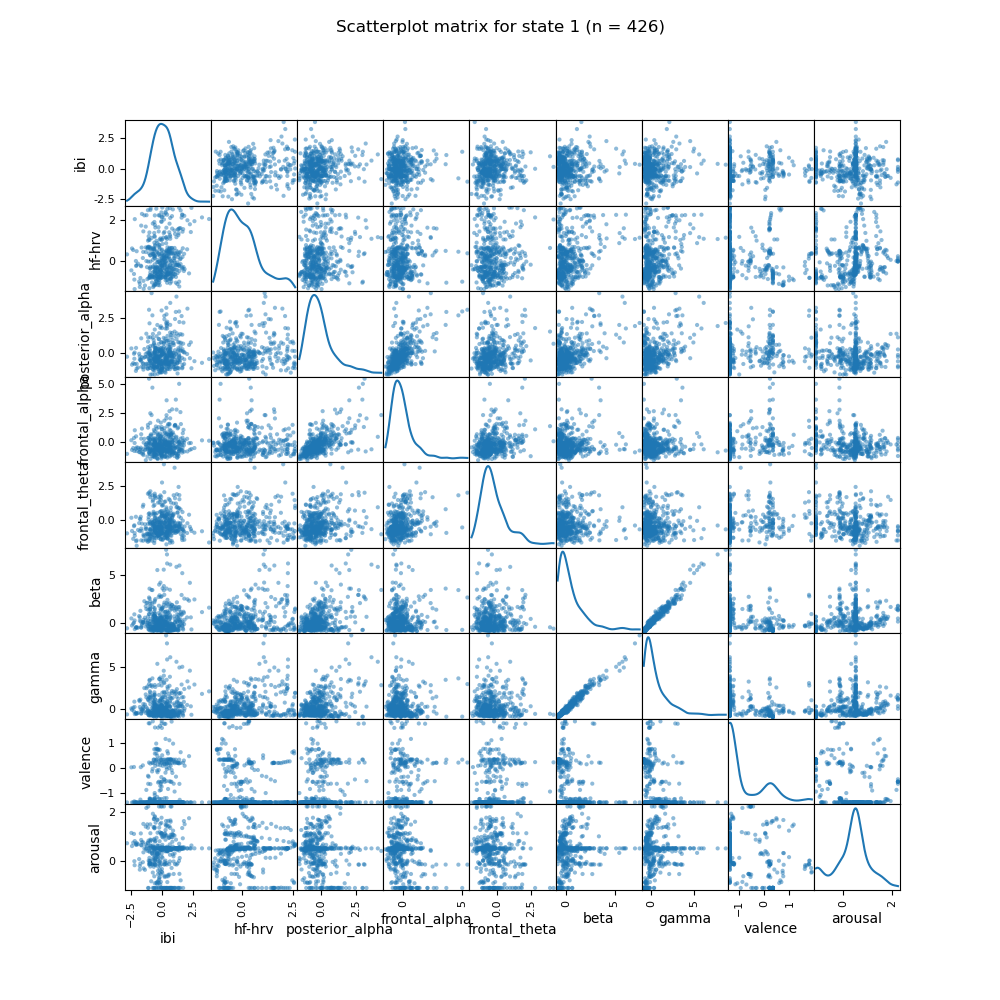 Scatterplot matrix for state 1 (n = 426)
ibi
2.5
0.0
−2.5
hf-hrv
2
0
posterior_alpha
2.5
0.0
frontal_alpha
5.0
2.5
0.0
frontal_theta
2.5
0.0
beta
5
0
gamma
5
0
valence
1
0
−1
arousal
2
0
−2.5 0.0 2.5 0.0 2.5 0.0 2.5 0 5 0.0 2.5 0 5 0 5 −1 0 1 0 2
ibi hf-hrv posterior_alpha frontal_alpha frontal_theta beta gamma valence arousal